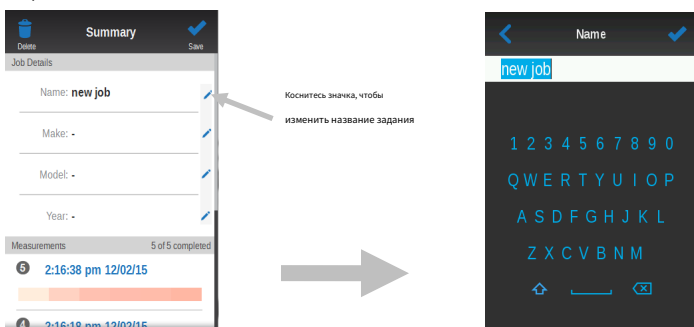 Summary
Delete
Save
Job Details
Name: new job
Make: -
Model: -
Year: -
Measurements 5 of 5 completed
5 2:16:38 pm 12/02/15
4 2:16:18 pm 12/02/15
Коснитесь значка, чтобы
изменить название задания
Name
new job
1 2 3 4 5 6 7 8 9 0
Q W E R T Y U I O P
A S D F G H J K L
Z X C V B N M